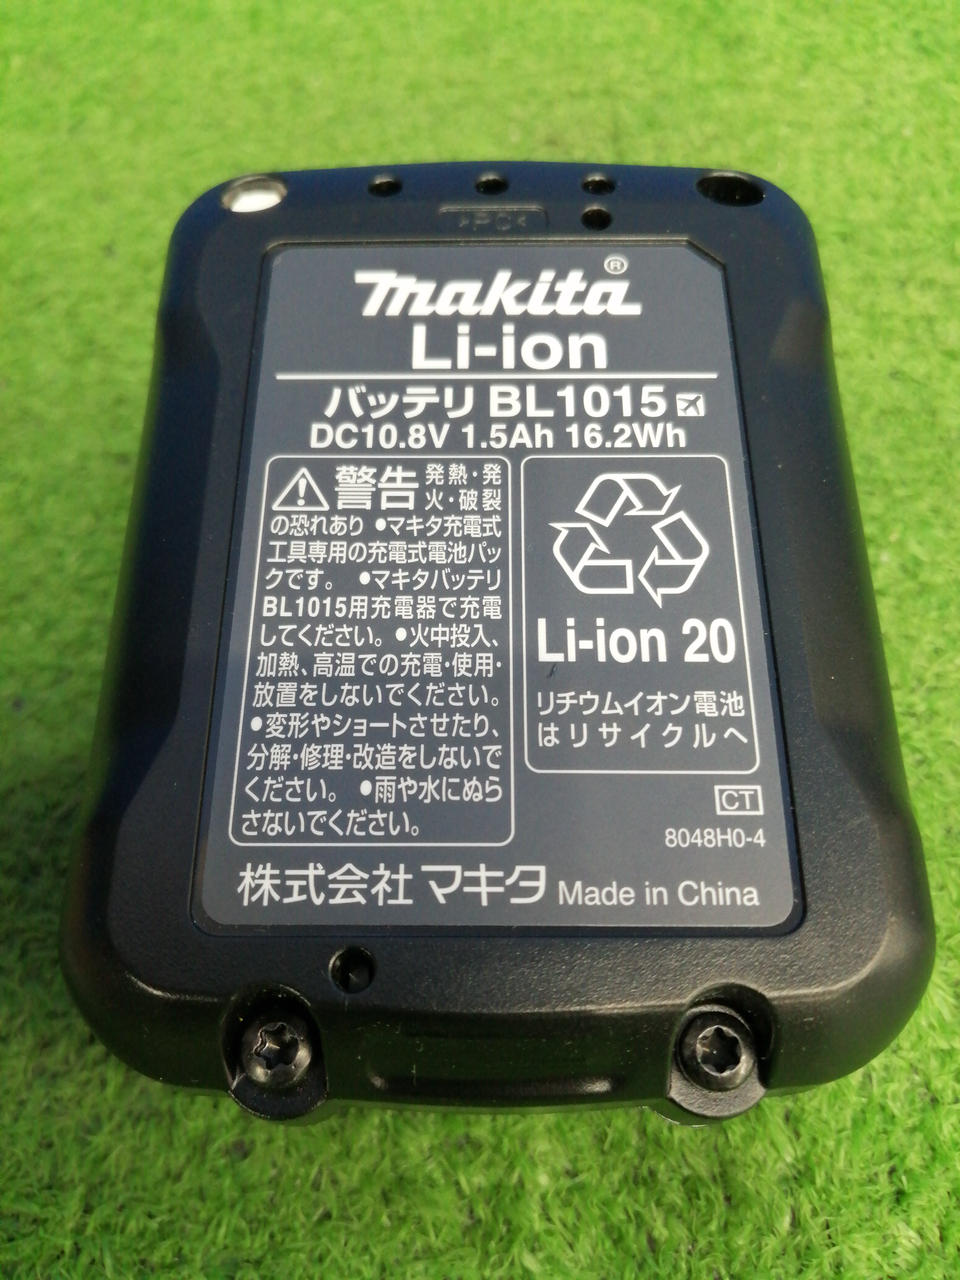 >PC<
makita®
Li-ion
バッテリ BL1015
DC10.8V 1.5Ah 16.2Wh
警告 発熱・発
火・破裂
の恐れあり ●マキタ充電式
工具専用の充電式電池パッ
クです。 ●マキタバッテリ
BL1015用充電器で充電
してください。●火中投入、
加熱、高温での充電・使用・
放置をしないでください。
●変形やショートさせたり、
分解・修理・改造をしないで
ください。 ●雨や水にぬら
さないでください。
Li-ion 20
リチウムイオン電池
はリサイクルへ
CT
8048H0-4
株式会社マキタ Made in China